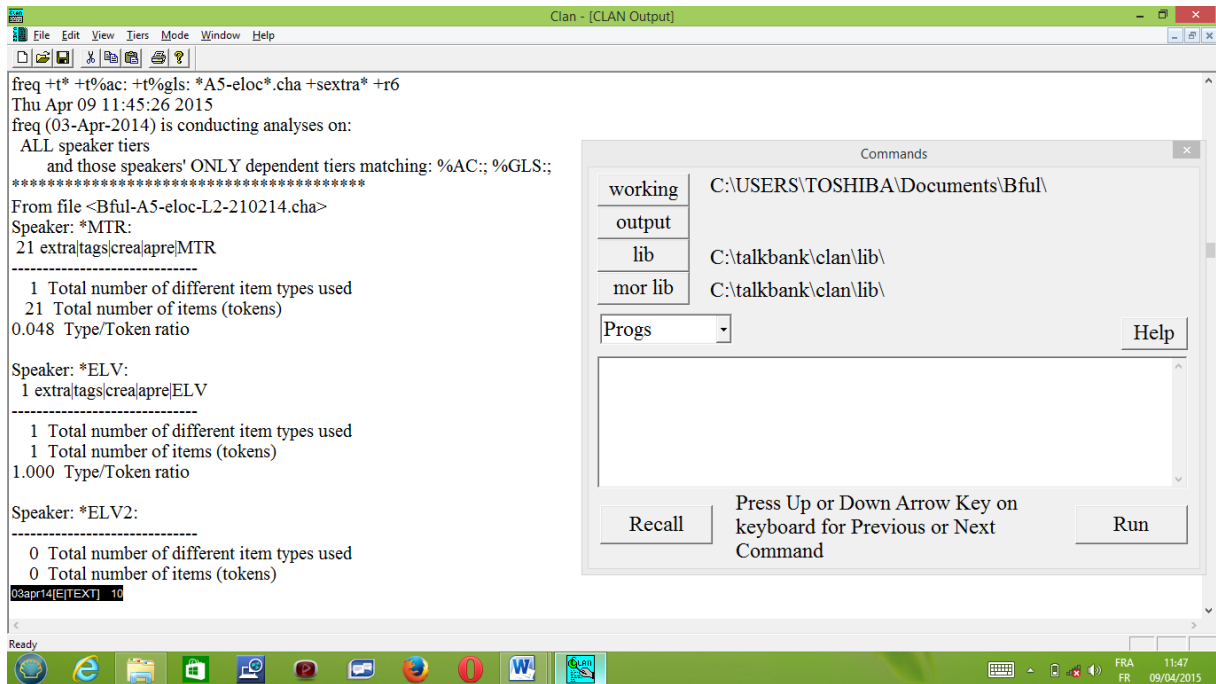 Clan - [CLAN Output]
File Edit View Tiers Mode Window Help
freq +t* +t%ac: +t%gls: *A5-eloc*.cha +sextra* +r6
Thu Apr 09 11:45:26 2015
freq (03-Apr-2014) is conducting analyses on:
ALL speaker tiers
and those speakers' ONLY dependent tiers matching: %AC:; %GLS:;
****************************************
From file <Bful-A5-eloc-L2-210214.cha>
Speaker: *MTR:
21 extra|tags|crea|apre|MTR
------------------------------
1 Total number of different item types used
21 Total number of items (tokens)
0.048 Type/Token ratio
Speaker: *ELV:
1 extra|tags|crea|apre|ELV
------------------------------
1 Total number of different item types used
1 Total number of items (tokens)
1.000 Type/Token ratio
Speaker: *ELV2:
------------------------------
0 Total number of different item types used
0 Total number of items (tokens)
03apr14[E|TEXT] 10
Commands
working C:\USERS\TOSHIBA\Documents\Bful\
output
lib C:\talkbank\clan\lib\
mor lib C:\talkbank\clan\lib\
Progs
Help
Recall
Press Up or Down Arrow Key on
keyboard for Previous or Next
Command
Run
Ready
FRA 11:47
FR 09/04/2015